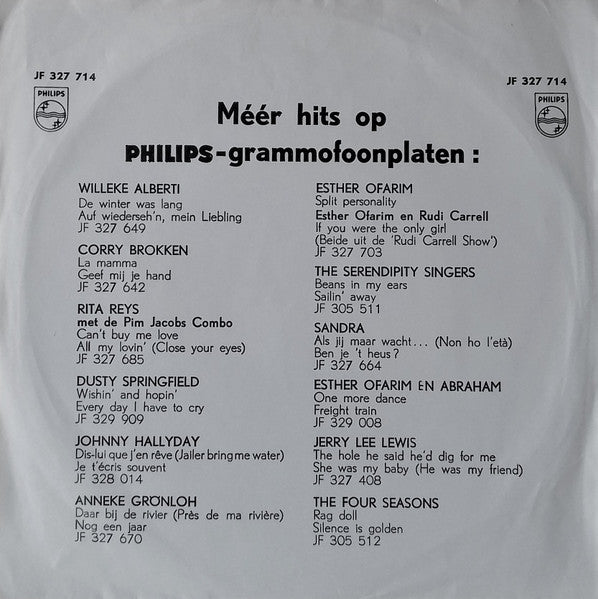 JF 327 714
JF 327 714
PHILIPS
PHILIPS
Méér hits op
PHILIPS-grammofoonplaten :
WILLEKE ALBERTI
De winter was lang
Auf wiederseh'n, mein Liebling
JF 327 649
CORRY BROKKEN
La mamma
Geef mij je hand
JF 327 642
RITA REYS
met de Pim Jacobs Combo
Can't buy me love
All my lovin' (Close your eyes)
JF 327 685
DUSTY SPRINGFIELD
Wishin' and hopin'
Every day I have to cry
JF 329 909
JOHNNY HALLYDAY
Dis-lui que j'en rêve (Jailer bring me water)
Je t'écris souvent
JF 328 014
ANNEKE GRÖNLOH
Daar bij de rivier (Près de ma rivière)
Nog een jaar
JF 327 670
ESTHER OFARIM
Split personality
Esther Ofarim en Rudi Carrell
If you were the only girl
(Beide uit de 'Rudi Carrell Show')
JF 327 703
THE SERENDIPITY SINGERS
Beans in my ears
Sailin' away
JF 305 511
SANDRA
Als jij maar wacht... (Non ho l'età)
Ben je 't heus?
JF 327 664
ESTHER OFARIM EN ABRAHAM
One more dance
Freight train
JF 329 008
JERRY LEE LEWIS
The hole he said he'd dig for me
She was my baby (He was my friend)
JF 327 408
THE FOUR SEASONS
Rag doll
Silence is golden
JF 305 512